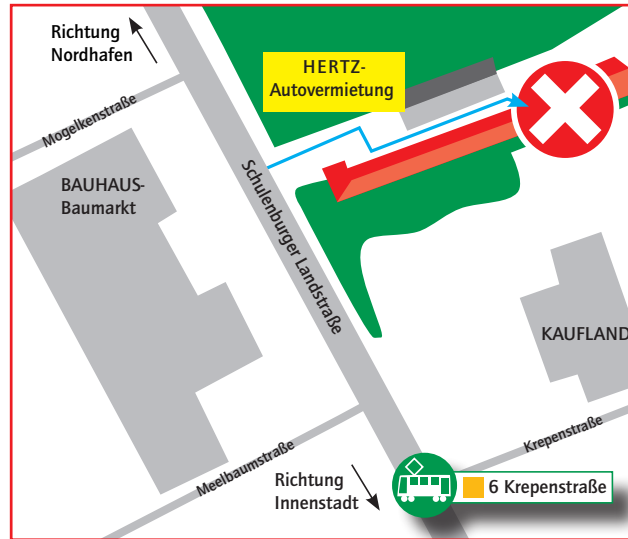 Richtung
Nordhafen
HERTZ-
Autovermietung
Mogelkenstraße
BAUHAUS-
Baumarkt
Schulenburger Landstraße
KAUFLAND
Meelbaumstraße
Krepenstraße
Richtung
Innenstadt
6 Krepenstraße